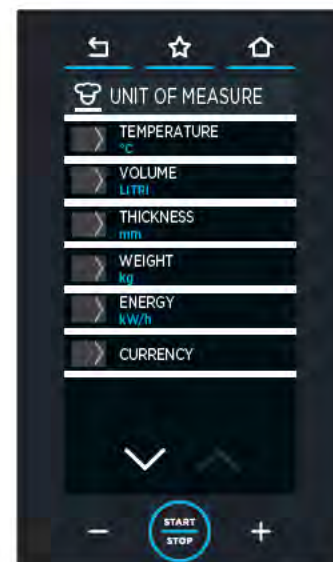 UNIT OF MEASURE
TEMPERATURE
°C
VOLUME
LITRI
THICKNESS
mm
WEIGHT
kg
ENERGY
kW/h
CURRENCY
START
STOP